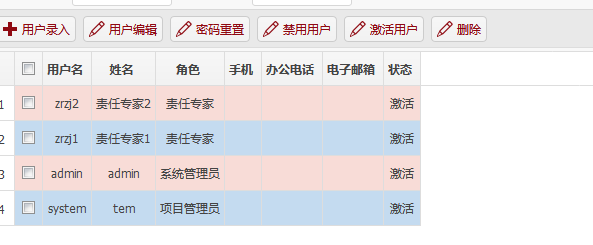 用户录入 用户编辑 密码重置 禁用用户 激活用户 删除
用户名 姓名 角色 手机 办公电话 电子邮箱 状态
1 zrzj2 责任专家2 责任专家 激活
2 zrzj1 责任专家1 责任专家 激活
3 admin admin 系统管理员 激活
4 system tem 项目管理员 激活